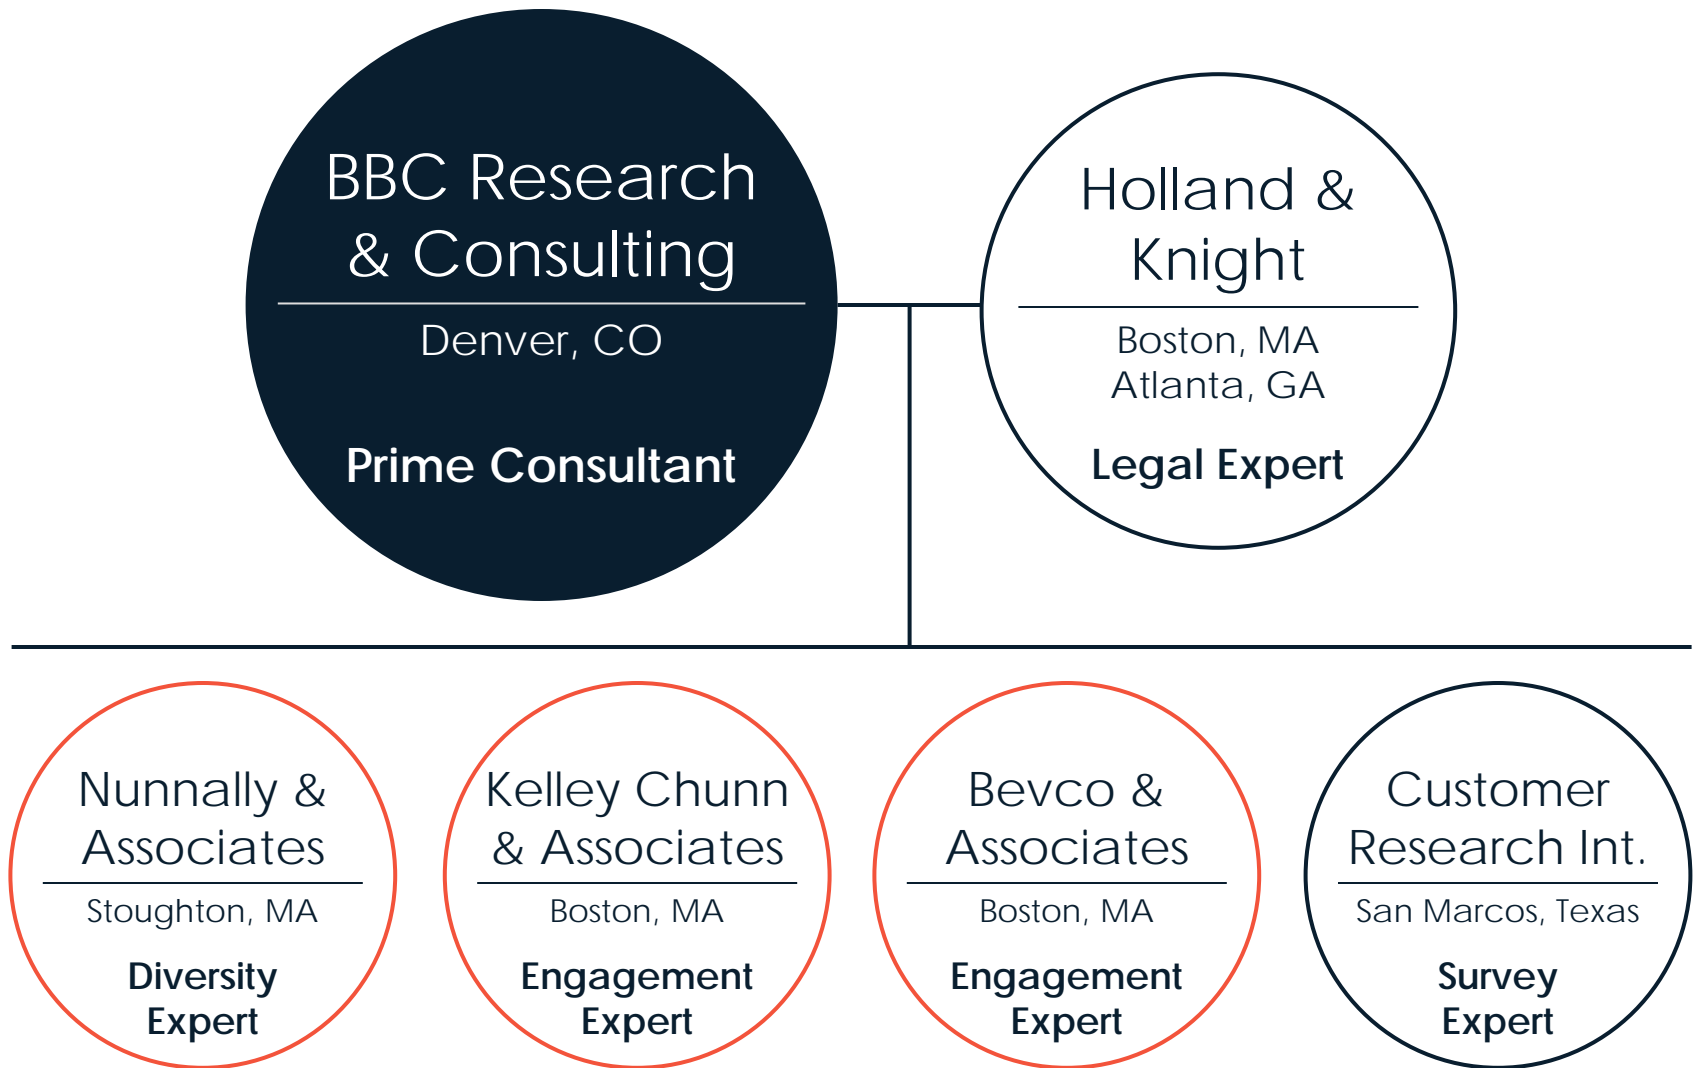 BBC Research
& Consulting
Denver, CO
Prime Consultant
Holland &
Knight
Boston, MA
Atlanta, GA
Legal Expert
Nunnally &
Associates
Stoughton, MA
Diversity
Expert
Kelley Chunn
& Associates
Boston, MA
Engagement
Expert
Bevco &
Associates
Boston, MA
Engagement
Expert
Customer
Research Int.
San Marcos, Texas
Survey
Expert